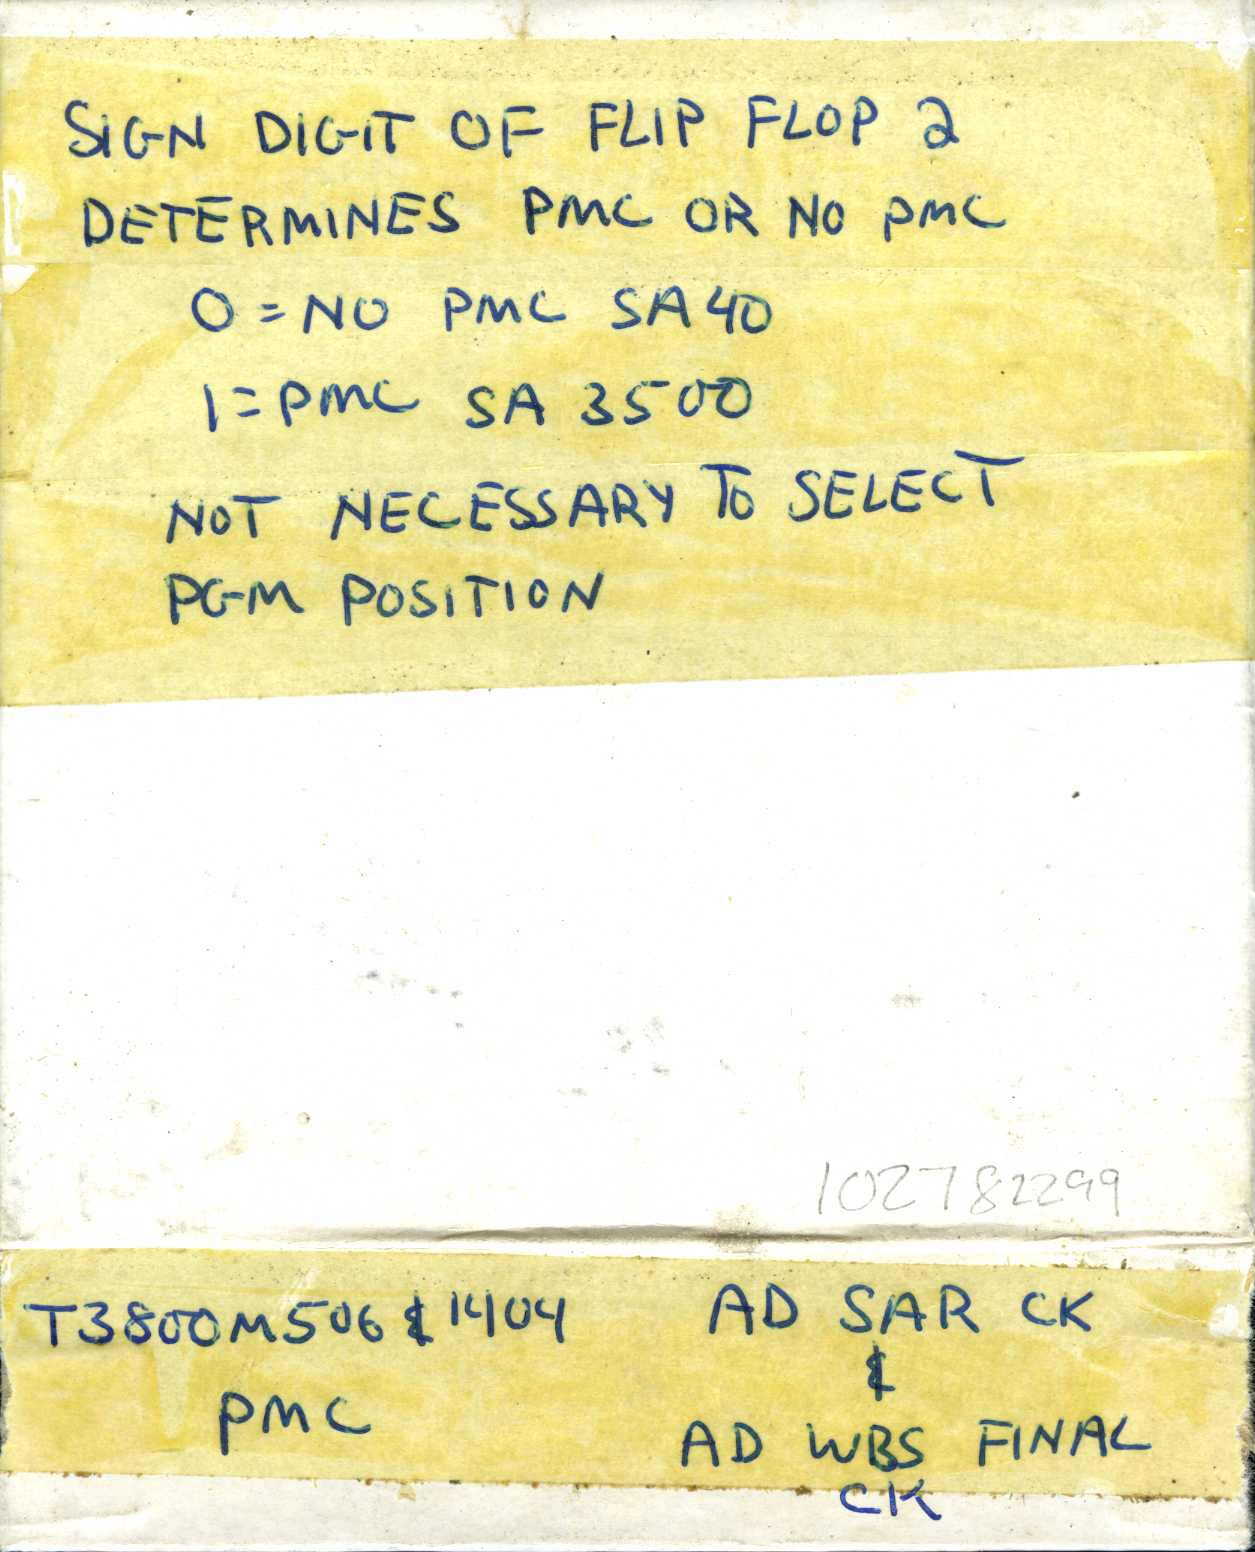 SIGN DIGIT OF FLIP FLOP 2
DETERMINES PMC OR NO PMC
0 = NO PMC SA 40
1 = PMC SA 3500
NOT NECESSARY TO SELECT
PGM POSITION
102782299
T3800M506 & 1404
PMC
AD SAR CK
&
AD WBS FINAL
CK